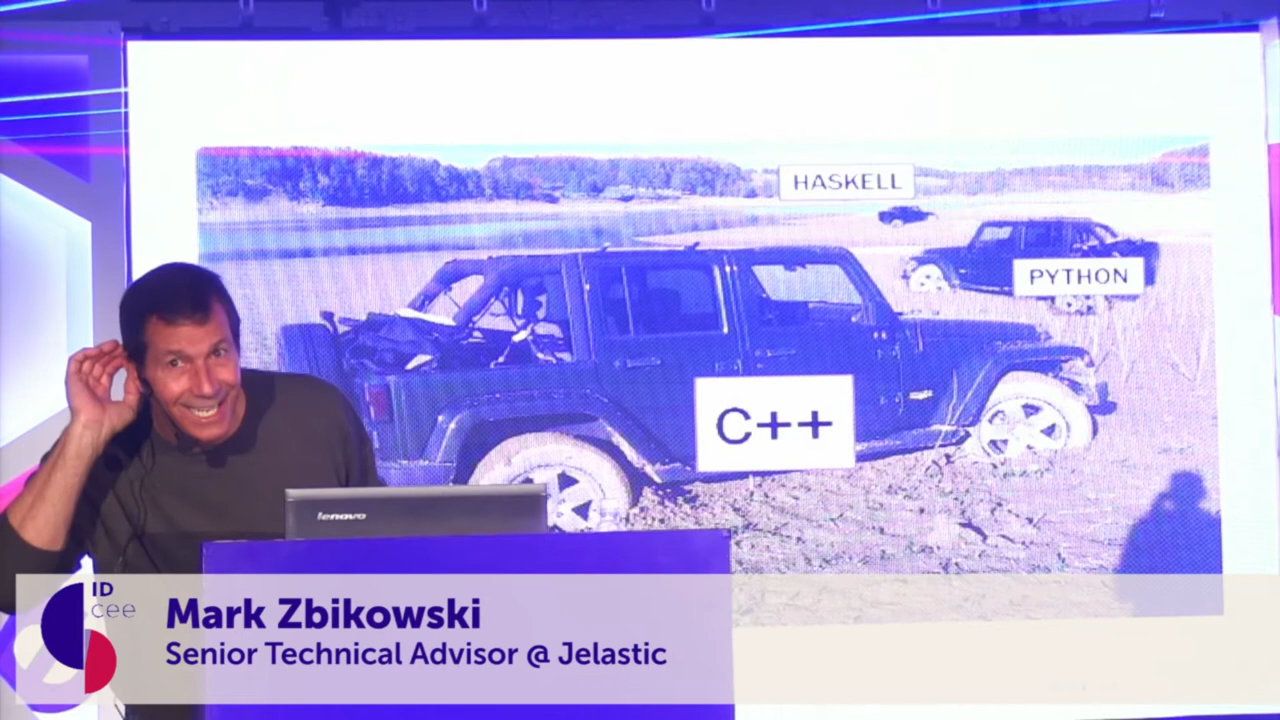 HASKELL
PYTHON
C++
lenovo
ID
cee
Mark Zbikowski
Senior Technical Advisor @ Jelastic